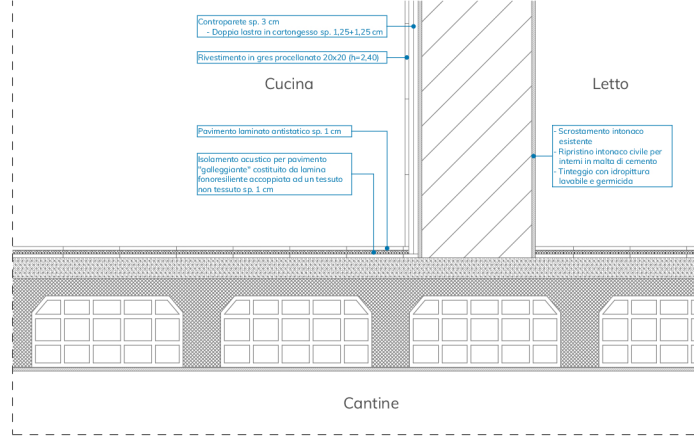 Controparete sp. 3 cm
- Doppia lastra in cartongesso sp. 1,25+1,25 cm
Rivestimento in gres procellanato 20x20 (h=2,40)
Cucina
Letto
Pavimento laminato antistatico sp. 1 cm
Isolamento acustico per pavimento
"galleggiante" costituito da lamina
fonoresiliente accoppiata ad un tessuto
non tessuto sp. 1 cm
- Scrostamento intonaco
esistente
- Ripristino intonaco civile per
interni in malta di cemento
- Tinteggio con idropittura
lavabile e germicida
Cantine